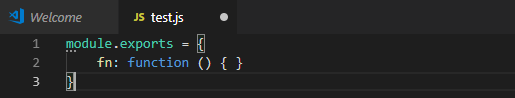 Welcome
JS test.js
1 module.exports = {
2     fn: function () { }
3 }